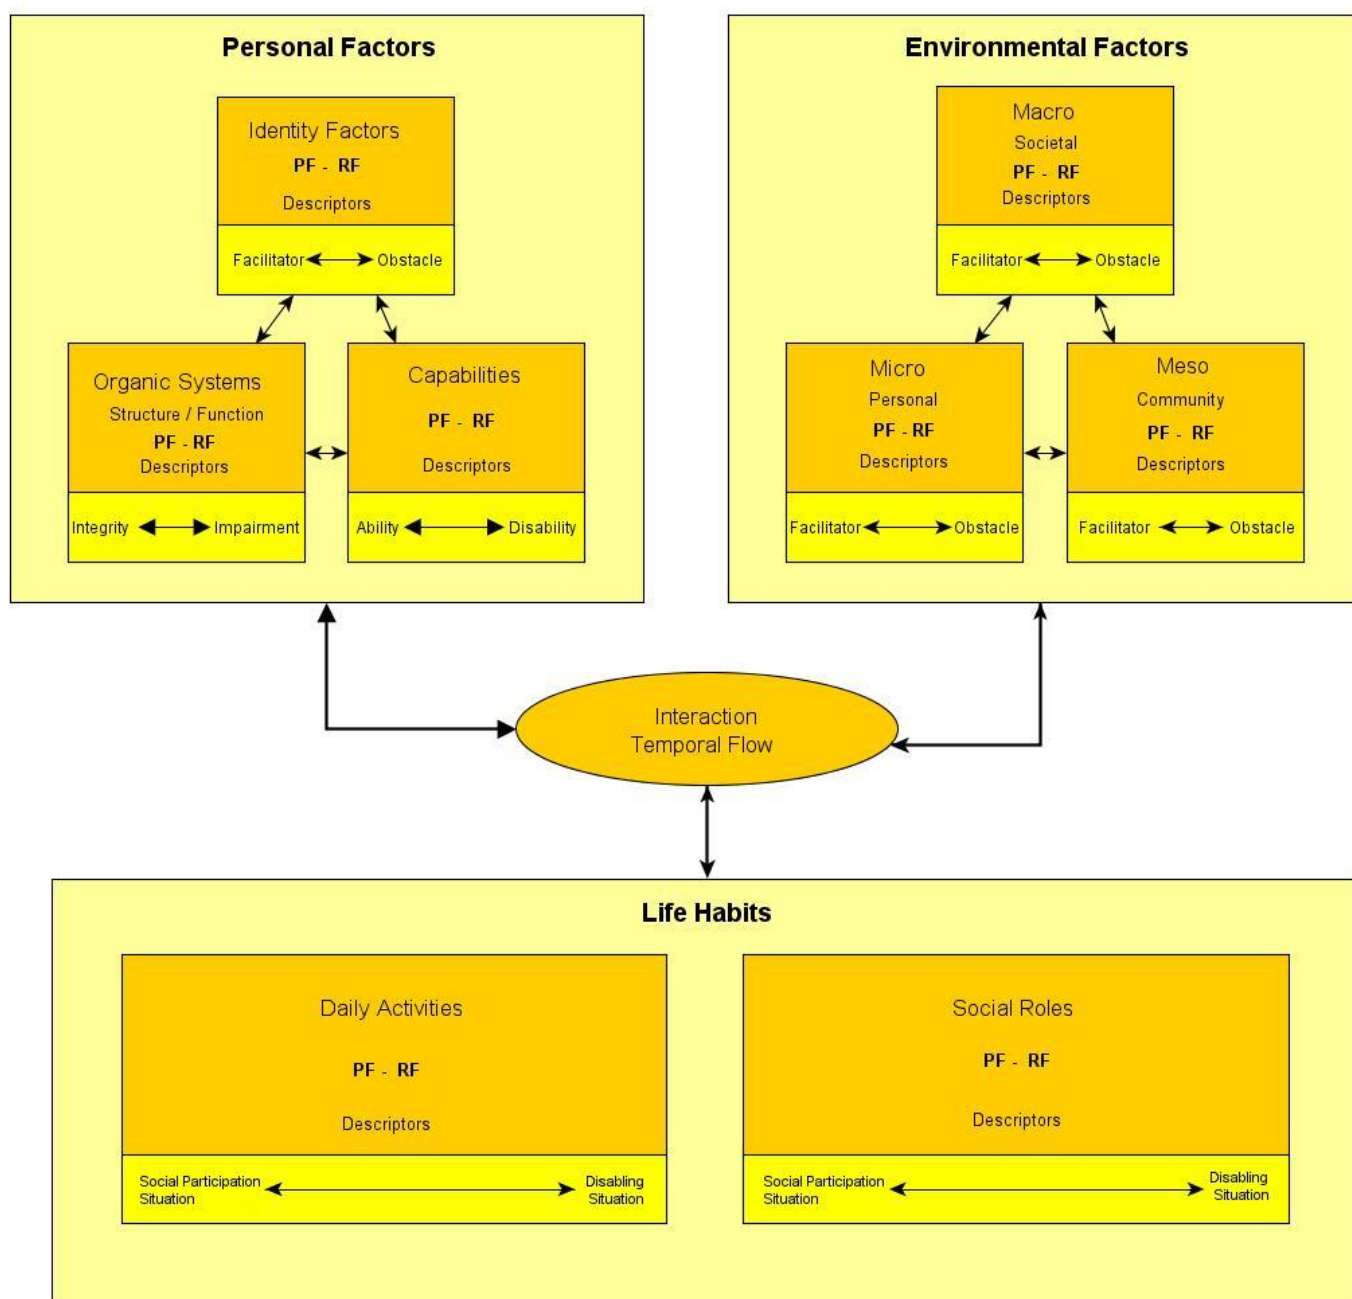 Personal Factors
Identity Factors
PF - RF
Descriptors
Facilitator Obstacle
Organic Systems
Structure / Function
PF - RF
Descriptors
Integrity Impairment
Capabilities
PF - RF
Descriptors
Ability Disability
Environmental Factors
Macro
Societal
PF - RF
Descriptors
Facilitator Obstacle
Micro
Personal
PF - RF
Descriptors
Facilitator Obstacle
Meso
Community
PF - RF
Descriptors
Facilitator Obstacle
Interaction
Temporal Flow
Life Habits
Daily Activities
PF - RF
Descriptors
Social Participation
Situation
Disabling
Situation
Social Roles
PF - RF
Descriptors
Social Participation
Situation
Disabling
Situation